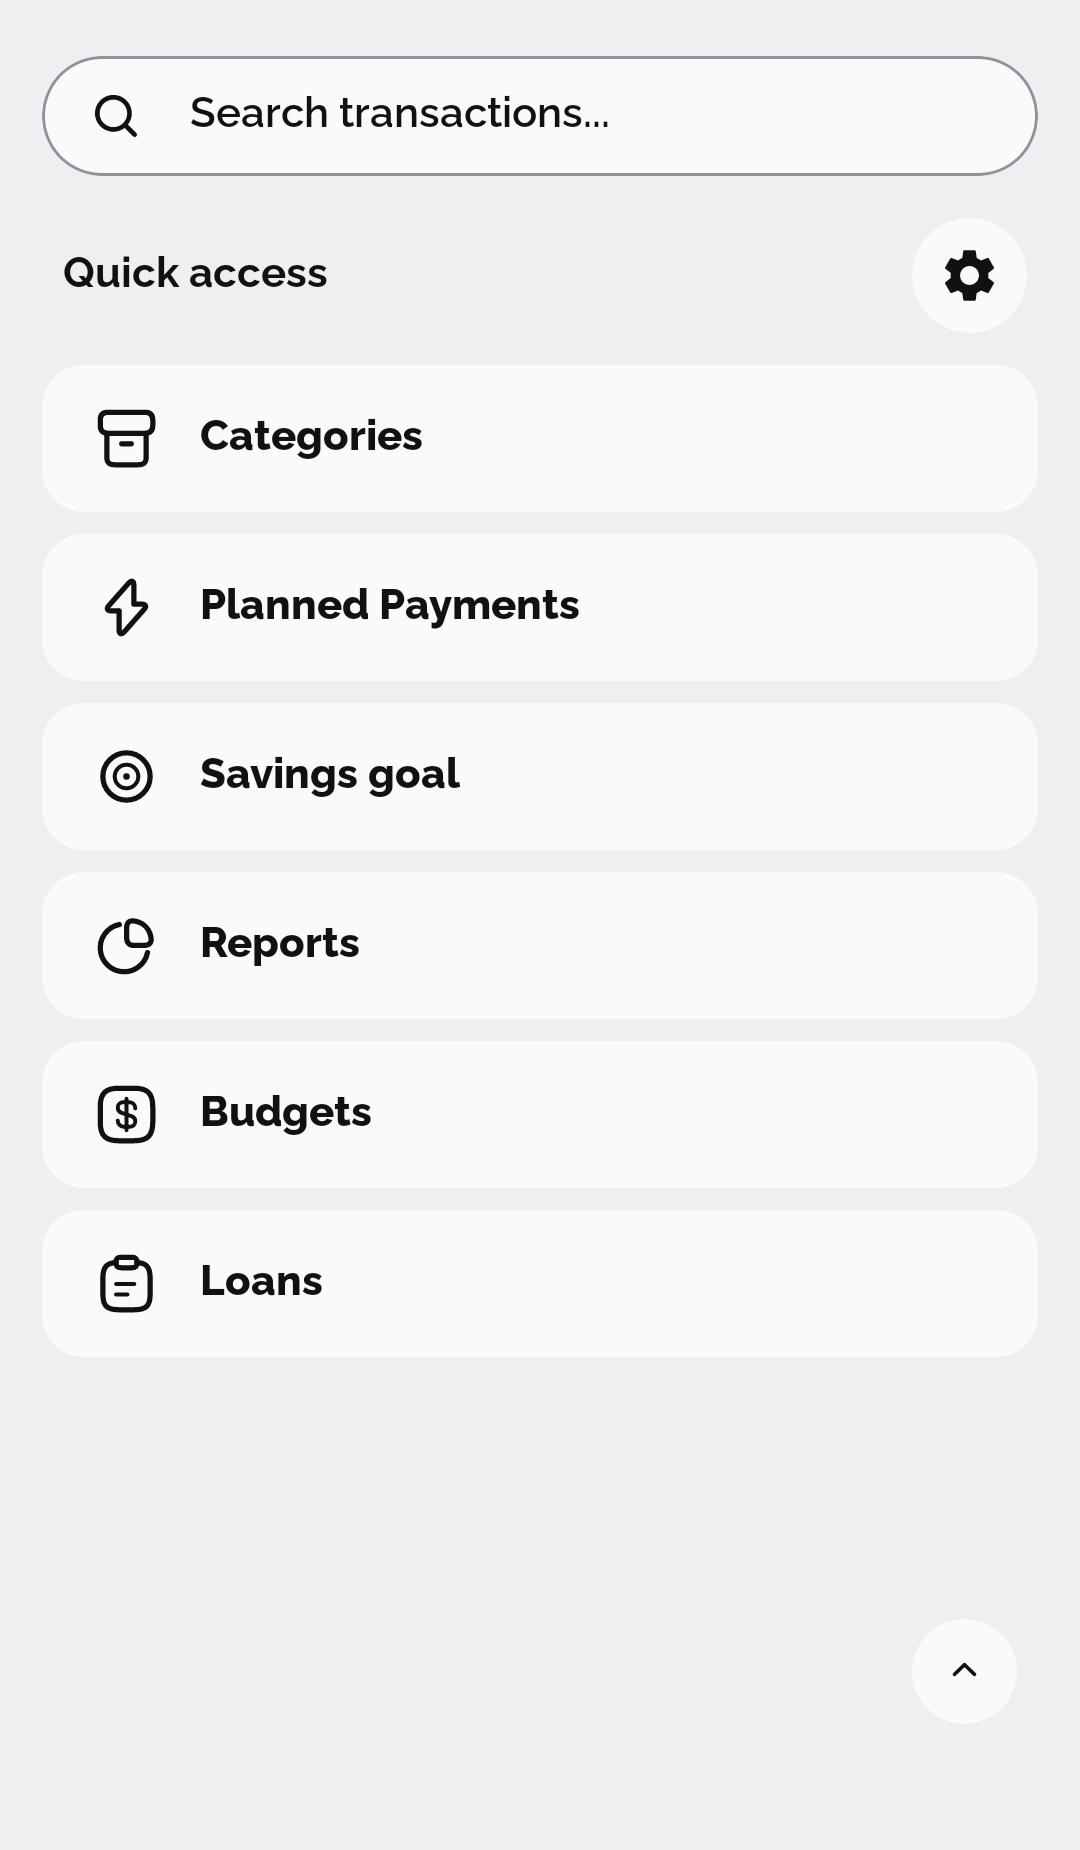 Search transactions...
Quick access
Categories
Planned Payments
Savings goal
Reports
Budgets
Loans